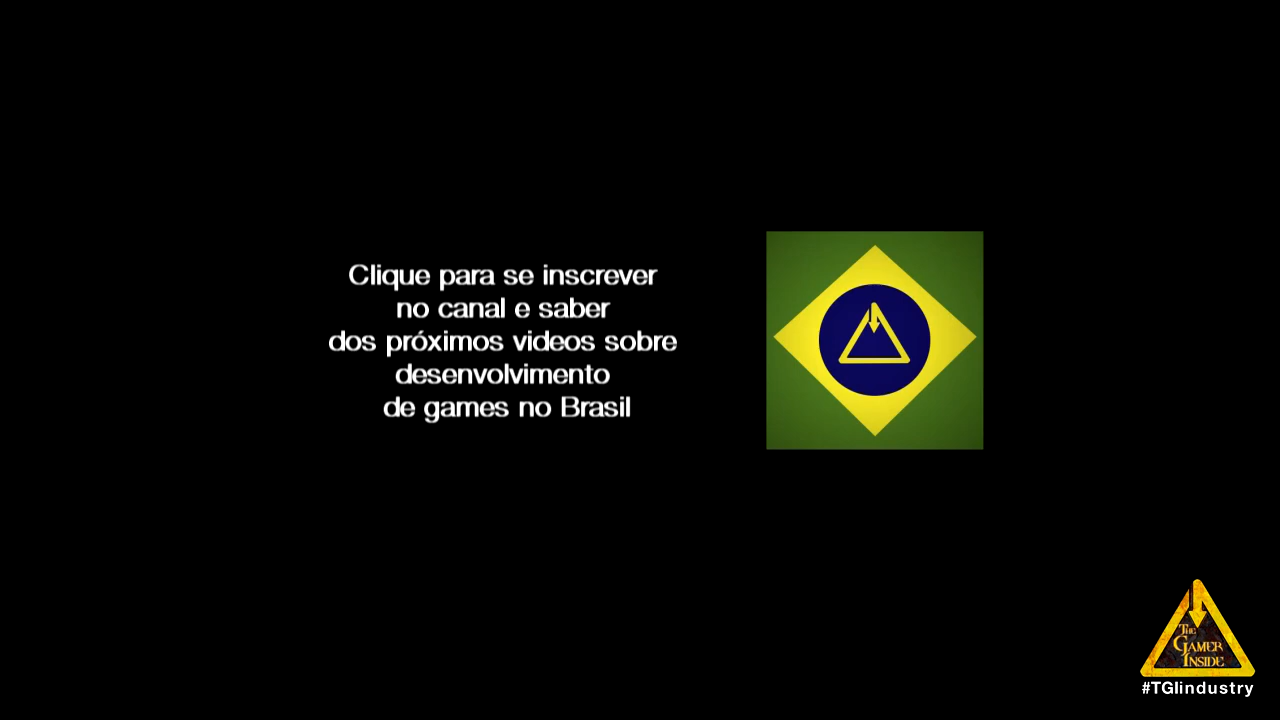 Clique para se inscrever
no canal e saber
dos próximos videos sobre
desenvolvimento
de games no Brasil
THE
GAMER
INSIDE
#TGIindustry